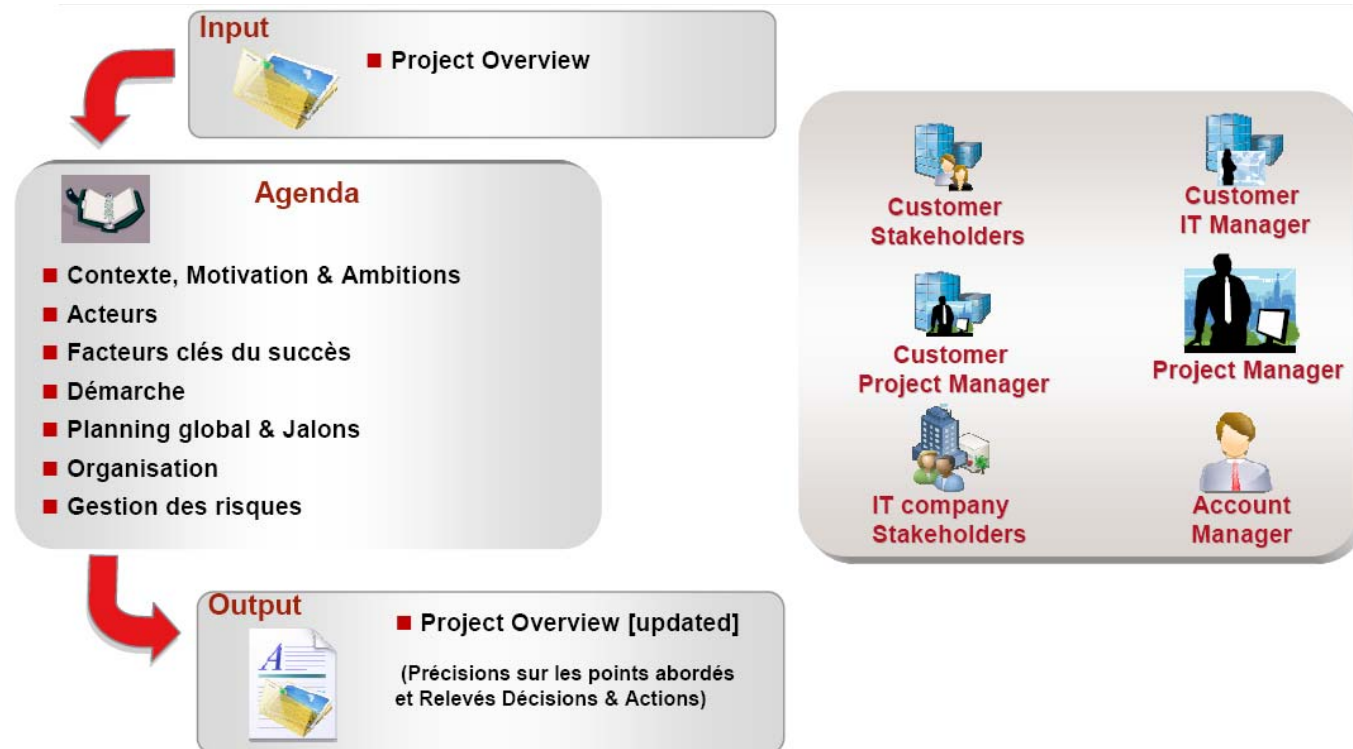 Input
Project Overview
Agenda
Contexte, Motivation & Ambitions
Acteurs
Facteurs clés du succès
Démarche
Planning global & Jalons
Organisation
Gestion des risques
Output
Project Overview [updated]
(Précisions sur les points abordés
et Relevés Décisions & Actions)
Customer
Stakeholders
Customer
IT Manager
Customer
Project Manager
Project Manager
IT company
Stakeholders
Account
Manager